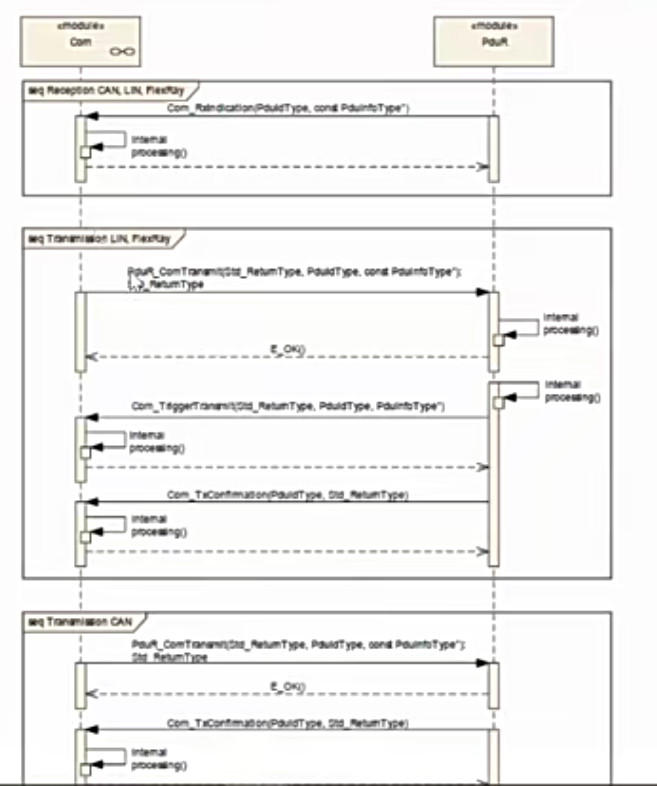 «module»
Com
«module»
PduR
seq Reception CAN, LIN, FlexRay
Com_RxIndication(PduIdType, const PduInfoType*)
Internal
processing()
seq Transmission LIN, FlexRay
PduR_ComTransmit(Std_ReturnType, PduIdType, const PduInfoType*):
_ReturnType
Internal
processing()
E_OK()
Internal
processing()
Com_TriggerTransmit(Std_ReturnType, PduIdType, PduInfoType*)
Internal
processing()
Com_TxConfirmation(PduIdType, Std_ReturnType)
Internal
processing()
seq Transmission CAN
PduR_ComTransmit(Std_ReturnType, PduIdType, const PduInfoType*):
Std_ReturnType
E_OK()
Com_TxConfirmation(PduIdType, Std_ReturnType)
Internal
processing()